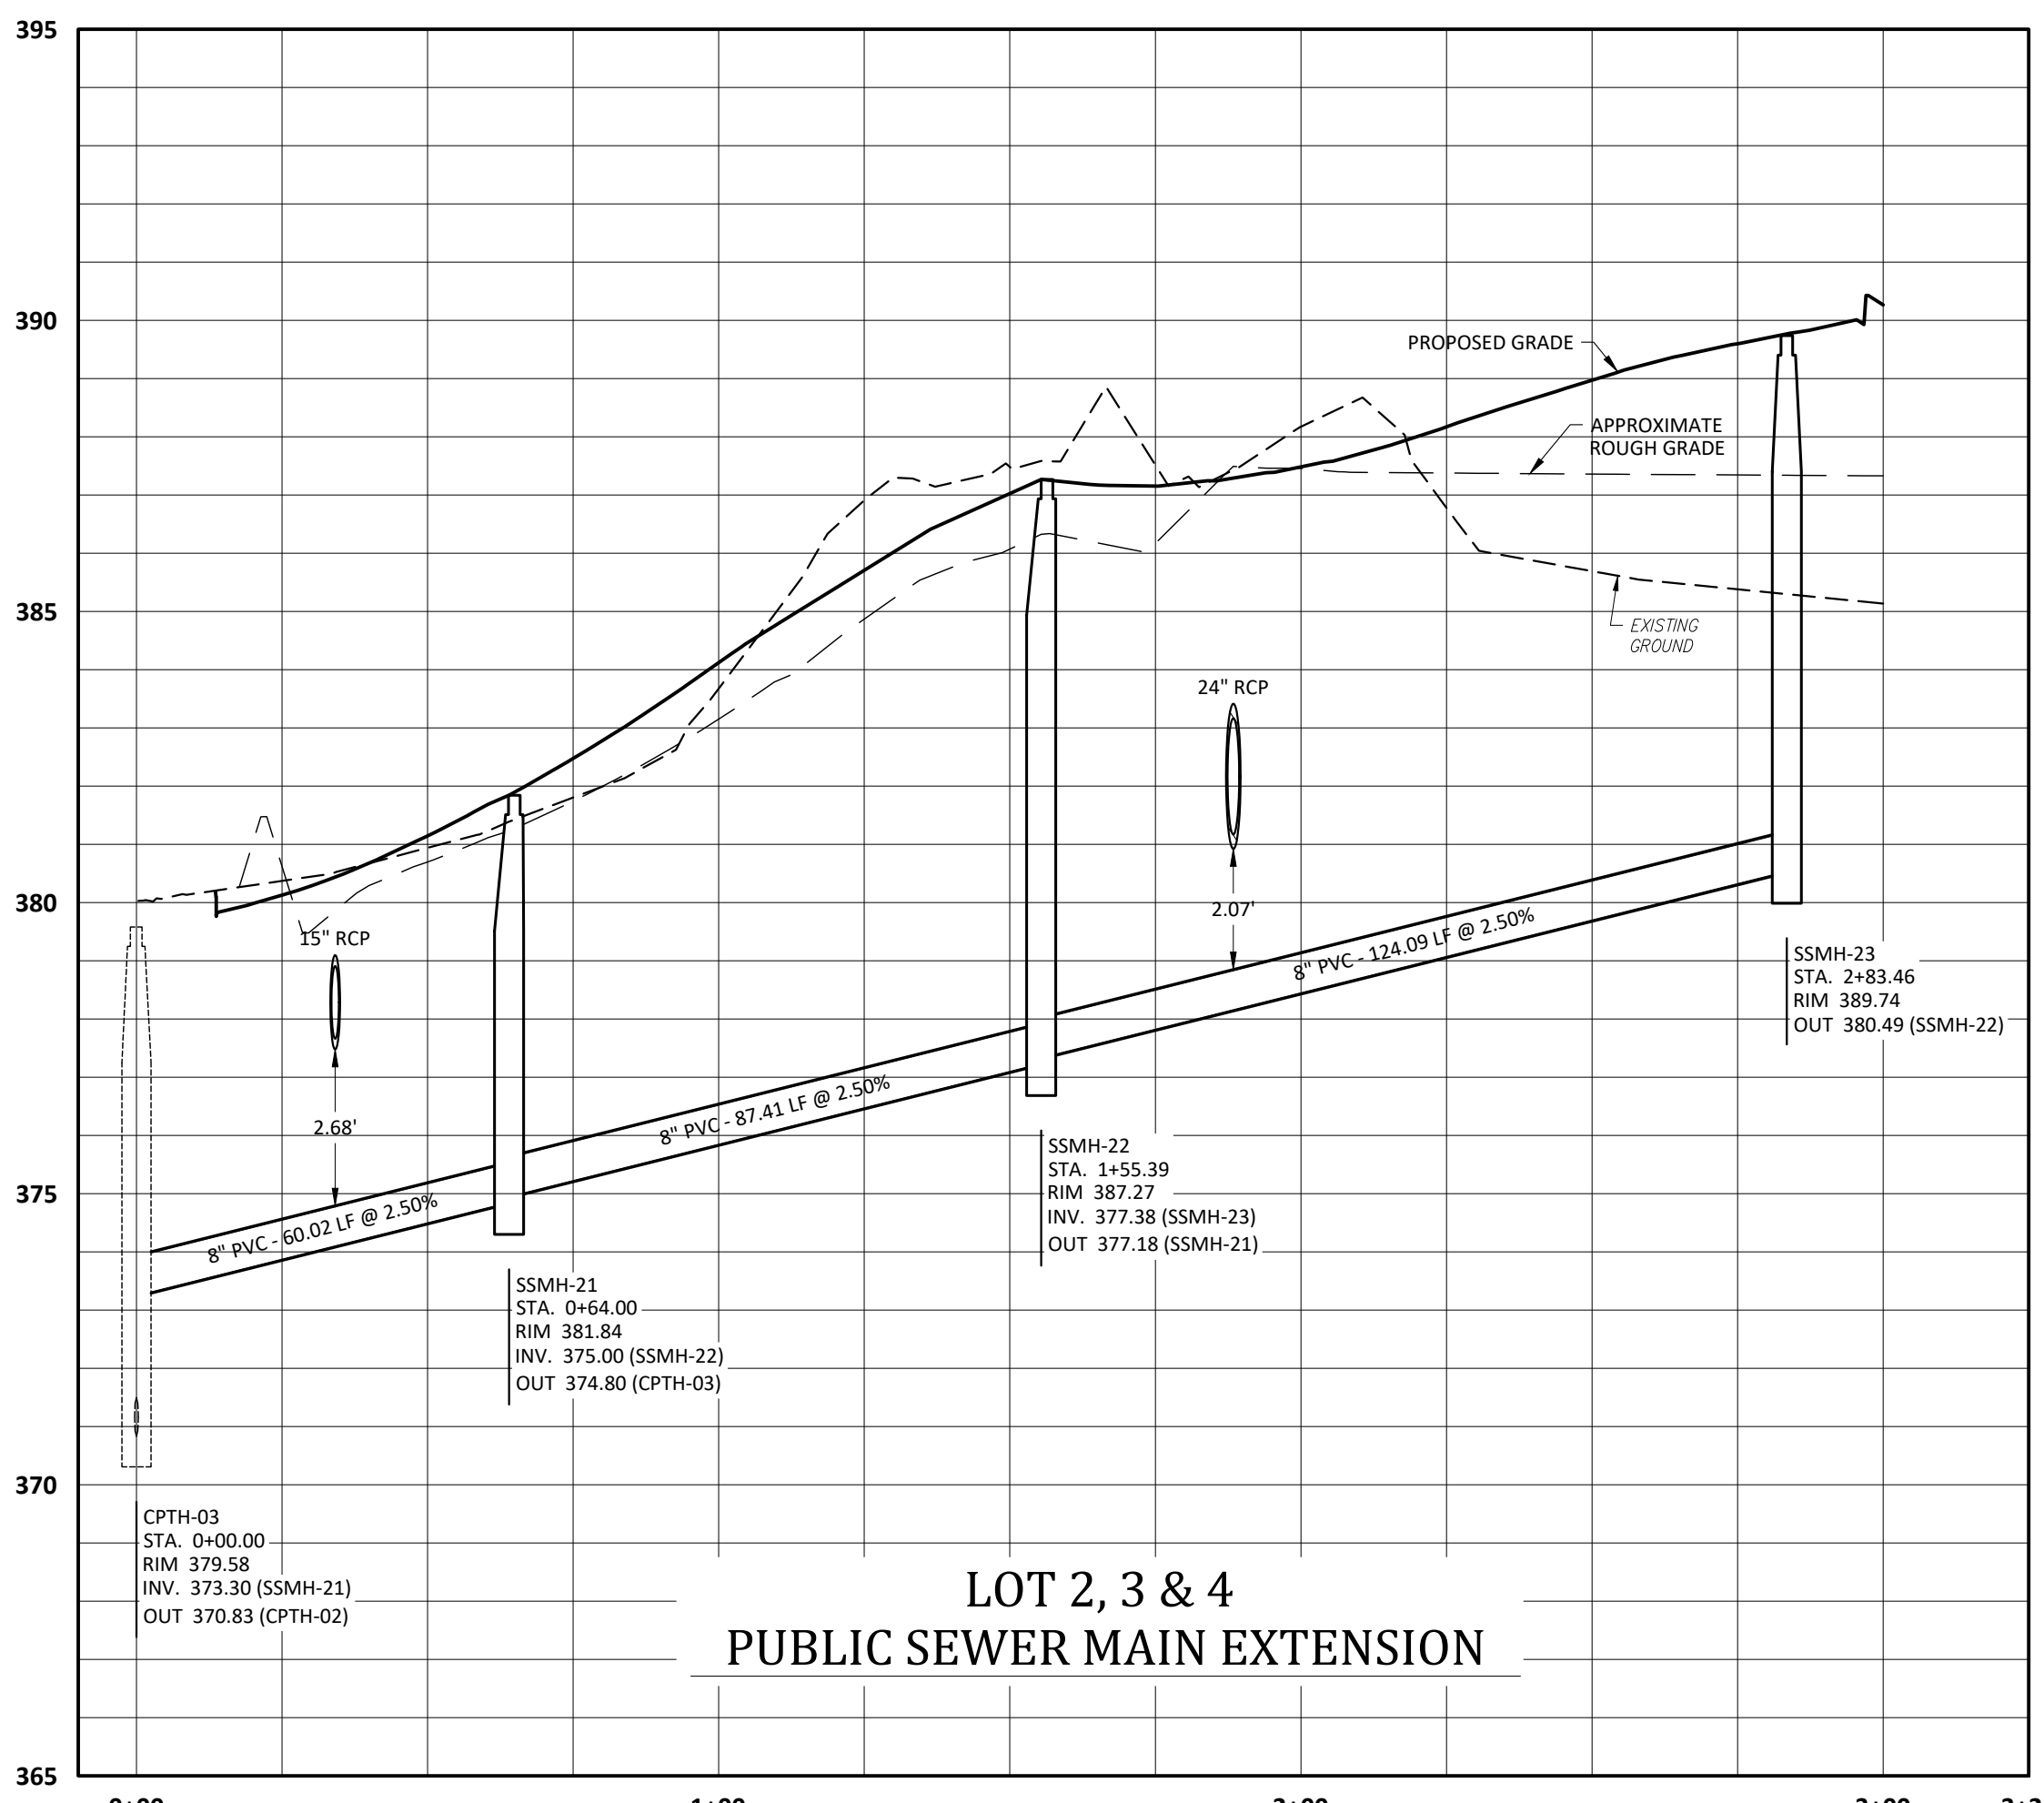 395
390
385
380
375
370
365
PROPOSED GRADE
APPROXIMATE
ROUGH GRADE
EXISTING
GROUND
24" RCP
2.07'
15" RCP
2.68'
8" PVC - 60.02 LF @ 2.50%
8" PVC - 87.41 LF @ 2.50%
8" PVC - 124.09 LF @ 2.50%
SSMH-23
STA. 2+83.46
RIM 389.74
OUT 380.49 (SSMH-22)
SSMH-22
STA. 1+55.39
RIM 387.27
INV. 377.38 (SSMH-23)
OUT 377.18 (SSMH-21)
SSMH-21
STA. 0+64.00
RIM 381.84
INV. 375.00 (SSMH-22)
OUT 374.80 (CPTH-03)
CPTH-03
STA. 0+00.00
RIM 379.58
INV. 373.30 (SSMH-21)
OUT 370.83 (CPTH-02)
LOT 2, 3 & 4
PUBLIC SEWER MAIN EXTENSION